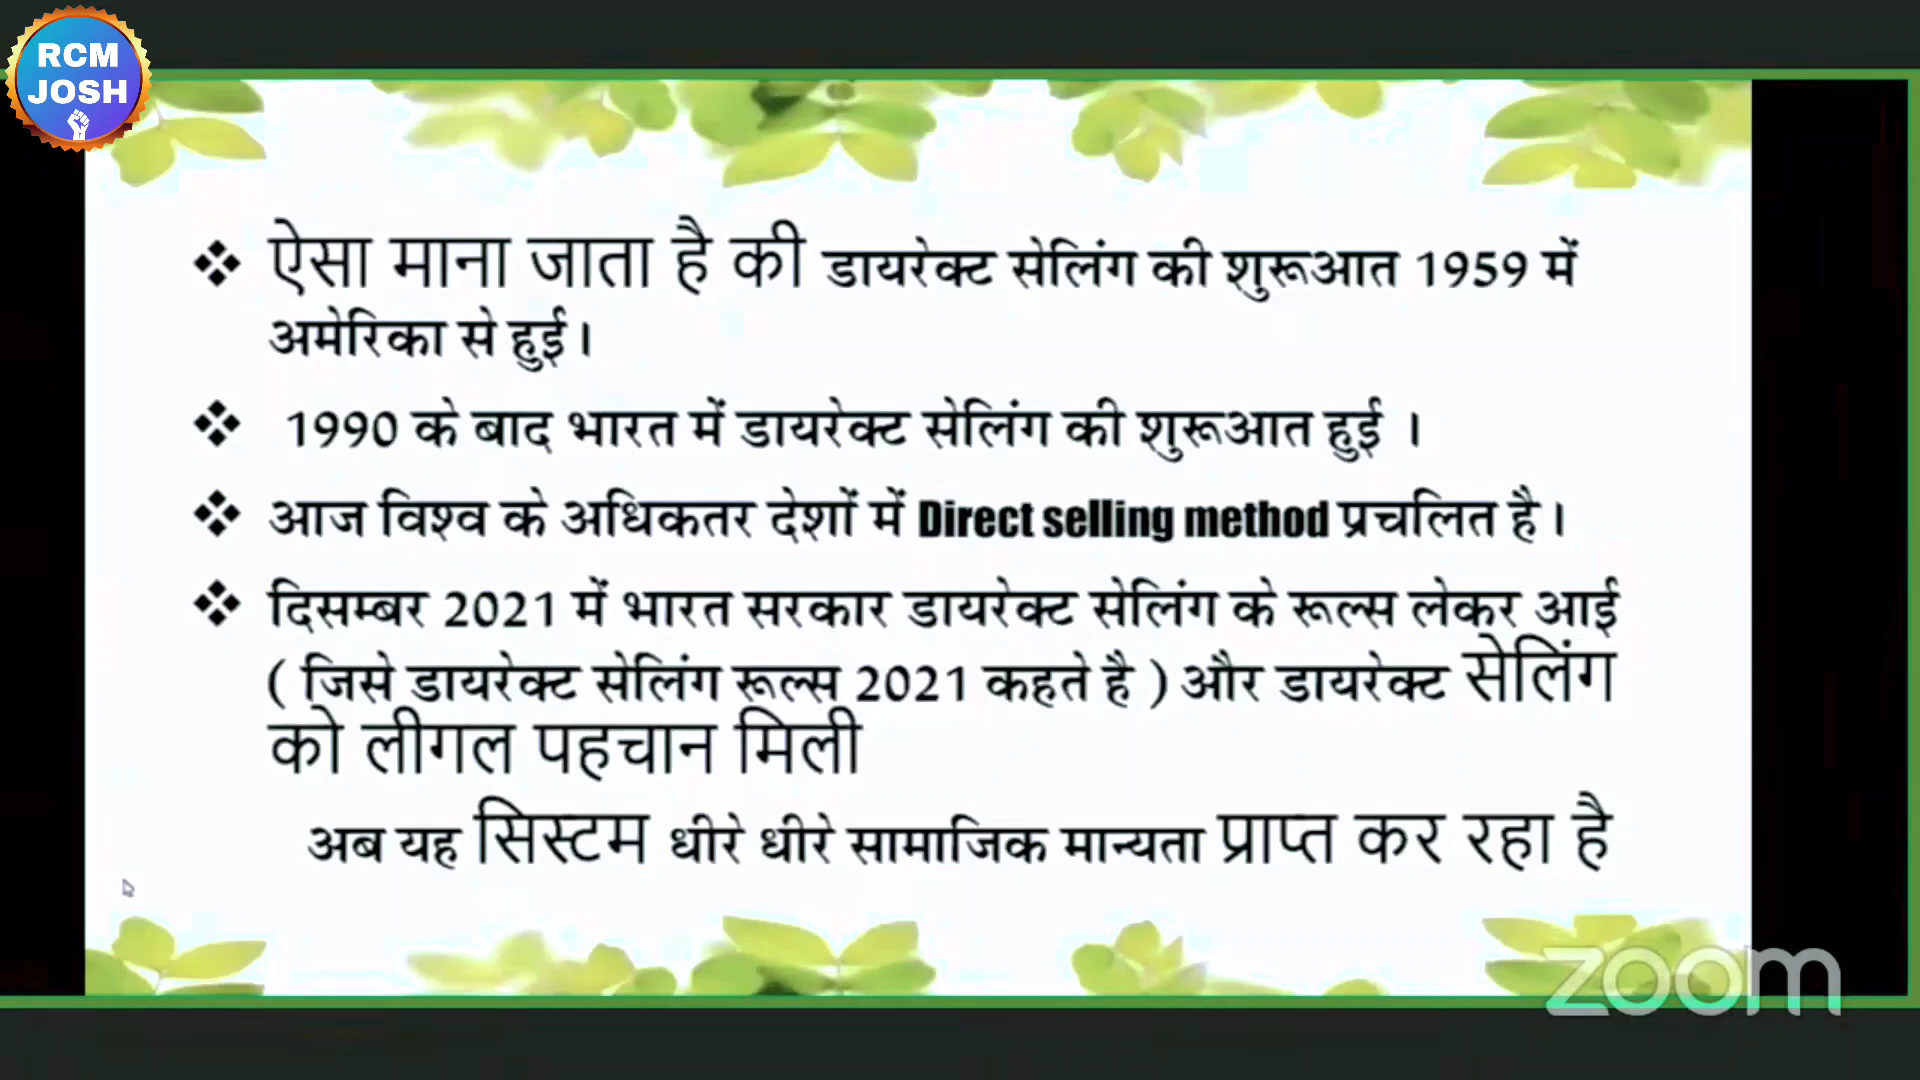 RCM
JOSH
❖ ऐसा माना जाता है की डायरेक्ट सेलिंग की शुरूआत 1959 में
अमेरिका से हुई।
❖ 1990 के बाद भारत में डायरेक्ट सेलिंग की शुरूआत हुई ।
❖ आज विश्व के अधिकतर देशों में Direct selling method प्रचलित है।
❖ दिसम्बर 2021 में भारत सरकार डायरेक्ट सेलिंग के रूल्स लेकर आई
( जिसे डायरेक्ट सेलिंग रूल्स 2021 कहते है ) और डायरेक्ट सेलिंग
को लीगल पहचान मिली
अब यह सिस्टम धीरे धीरे सामाजिक मान्यता प्राप्त कर रहा है
zoom